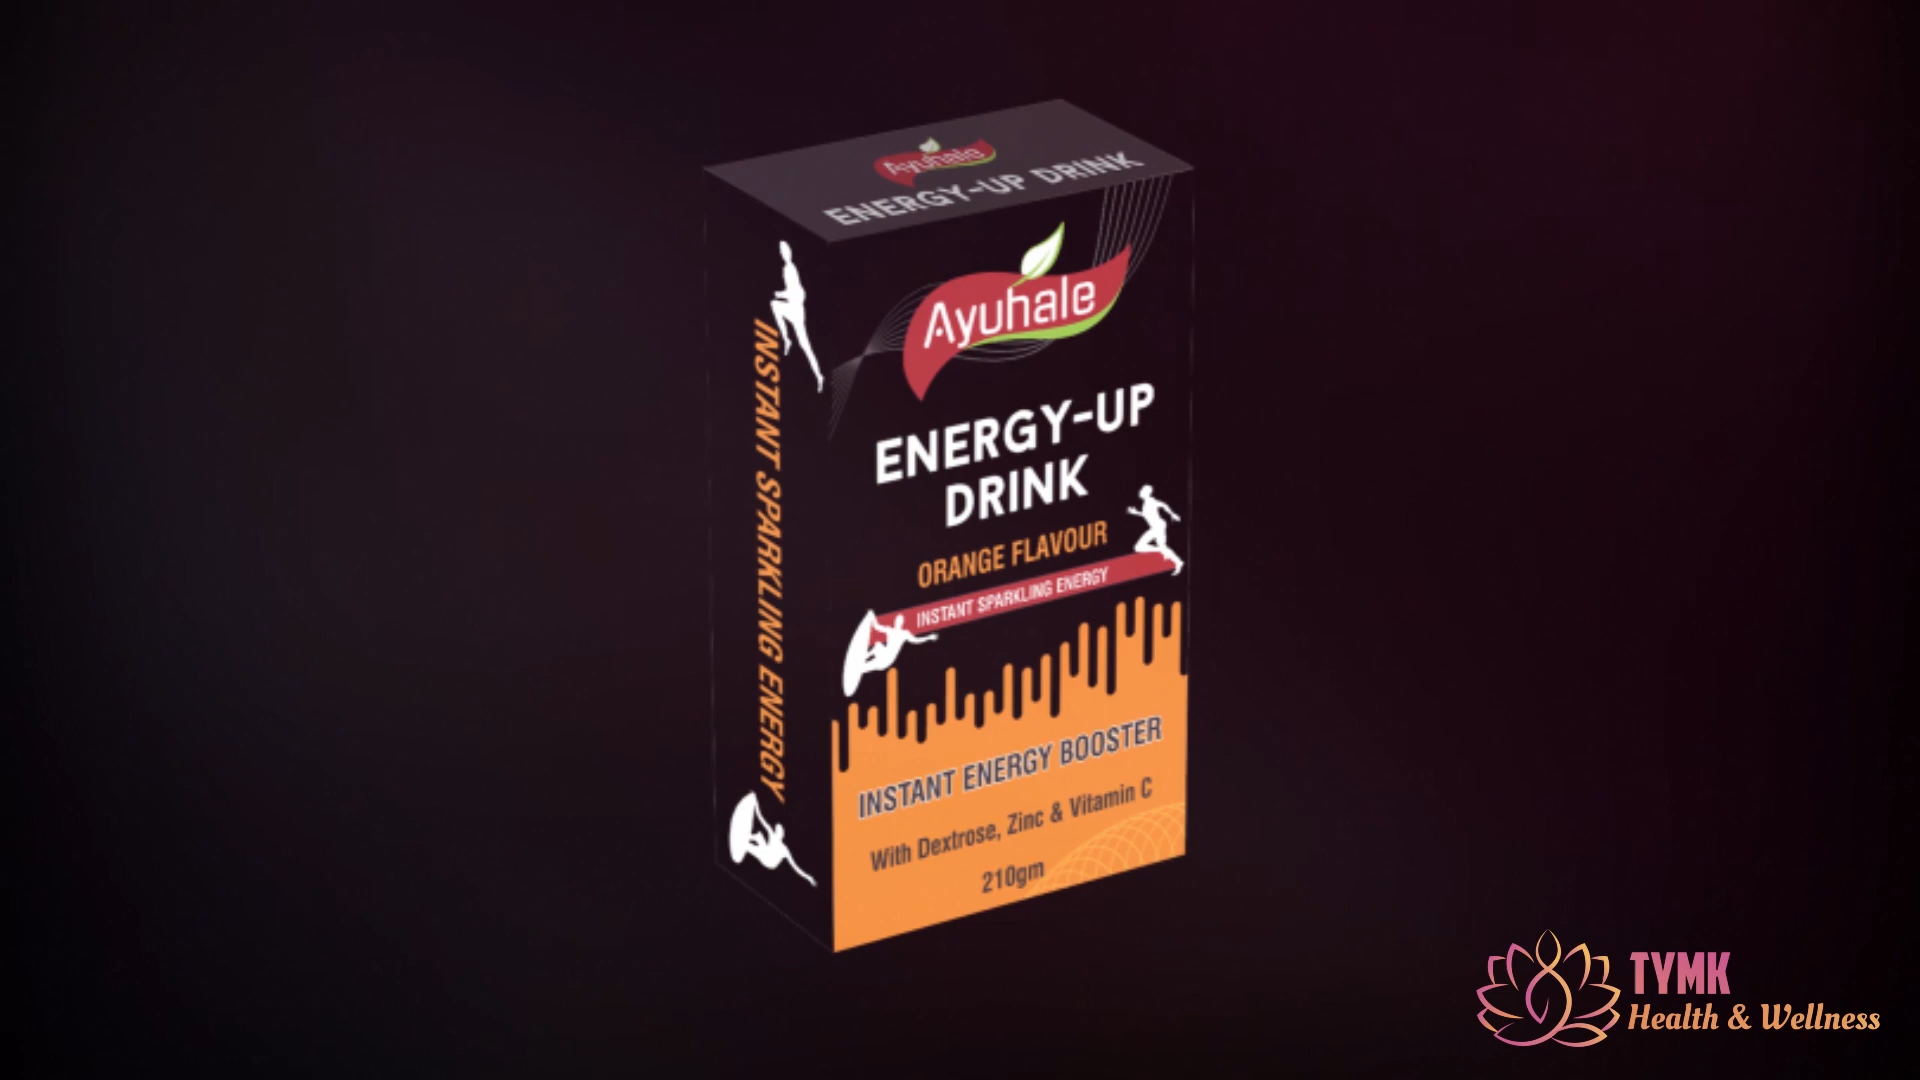 Ayuhale
ENERGY-UP DRINK
Ayuhale
ENERGY-UP
DRINK
ORANGE FLAVOUR
INSTANT SPARKLING ENERGY
INSTANT SPARKLING ENERGY
INSTANT ENERGY BOOSTER
With Dextrose, Zinc & Vitamin C
210gm
TYMK
Health & Wellness